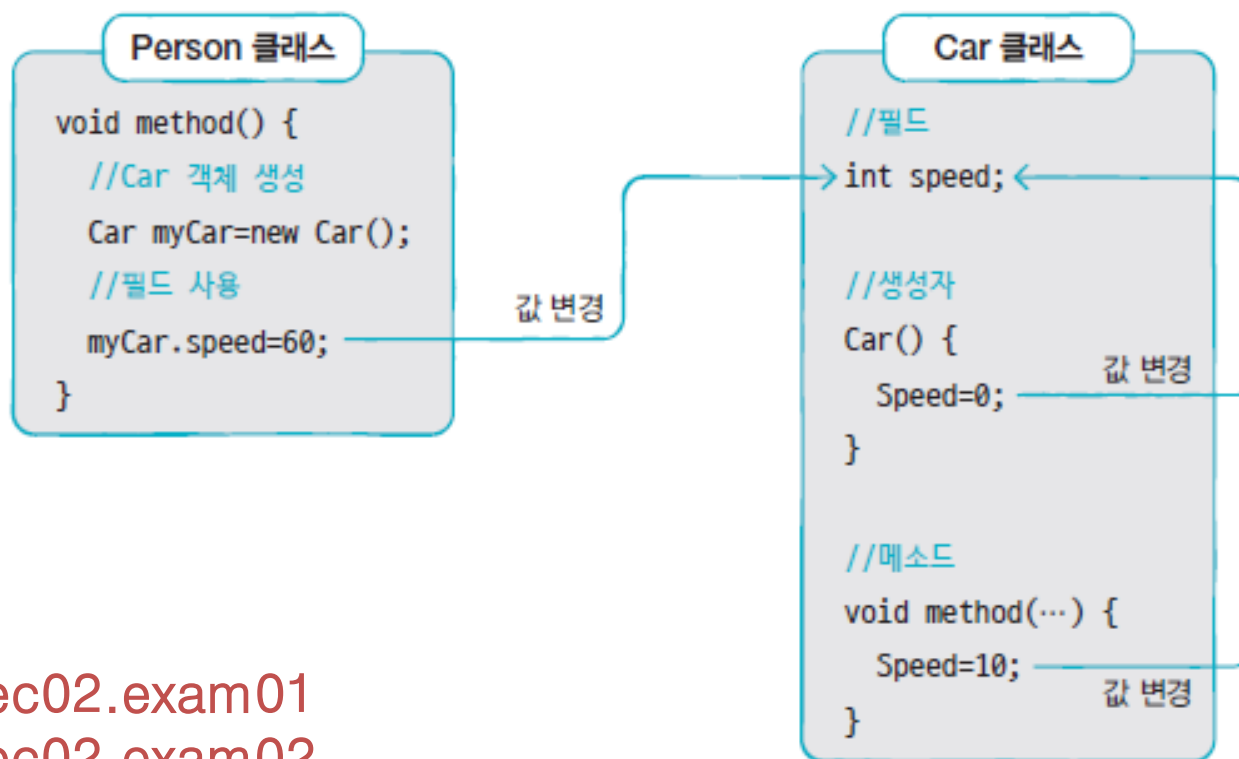 Person 클래스
void method() {
//Car 객체 생성
Car myCar=new Car();
//필드 사용
myCar.speed=60;
}
값 변경
Car 클래스
//필드
int speed;
//생성자
Car() {
Speed=0;
값 변경
}
//메소드
void method(…) {
Speed=10;
값 변경
}
ec02.exam01
ec02.exam02